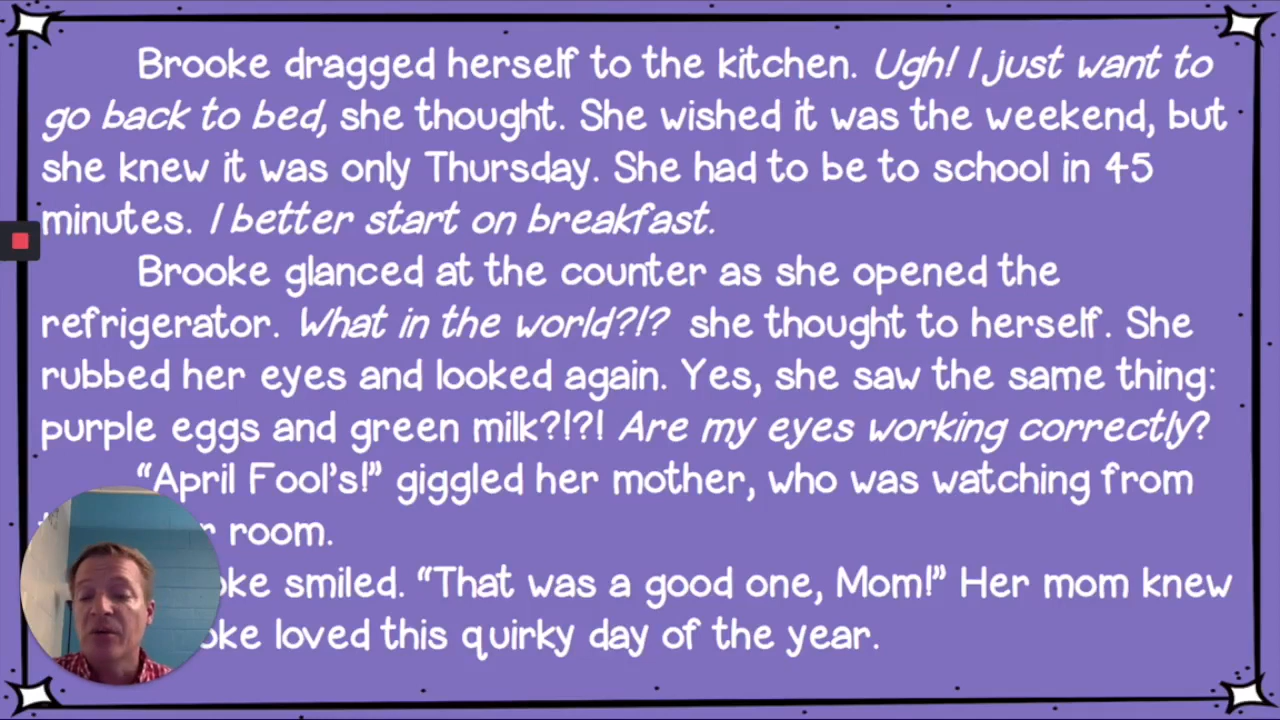 Brooke dragged herself to the kitchen. Ugh! I just want to
go back to bed, she thought. She wished it was the weekend, but
she knew it was only Thursday. She had to be to school in 45
minutes. I better start on breakfast.
Brooke glanced at the counter as she opened the
refrigerator. What in the world?!? she thought to herself. She
rubbed her eyes and looked again. Yes, she saw the same thing:
purple eggs and green milk?!?! Are my eyes working correctly?
“April Fool's!” giggled her mother, who was watching from
room.
smiled. “That was a good one, Mom!” Her mom knew
loved this quirky day of the year.